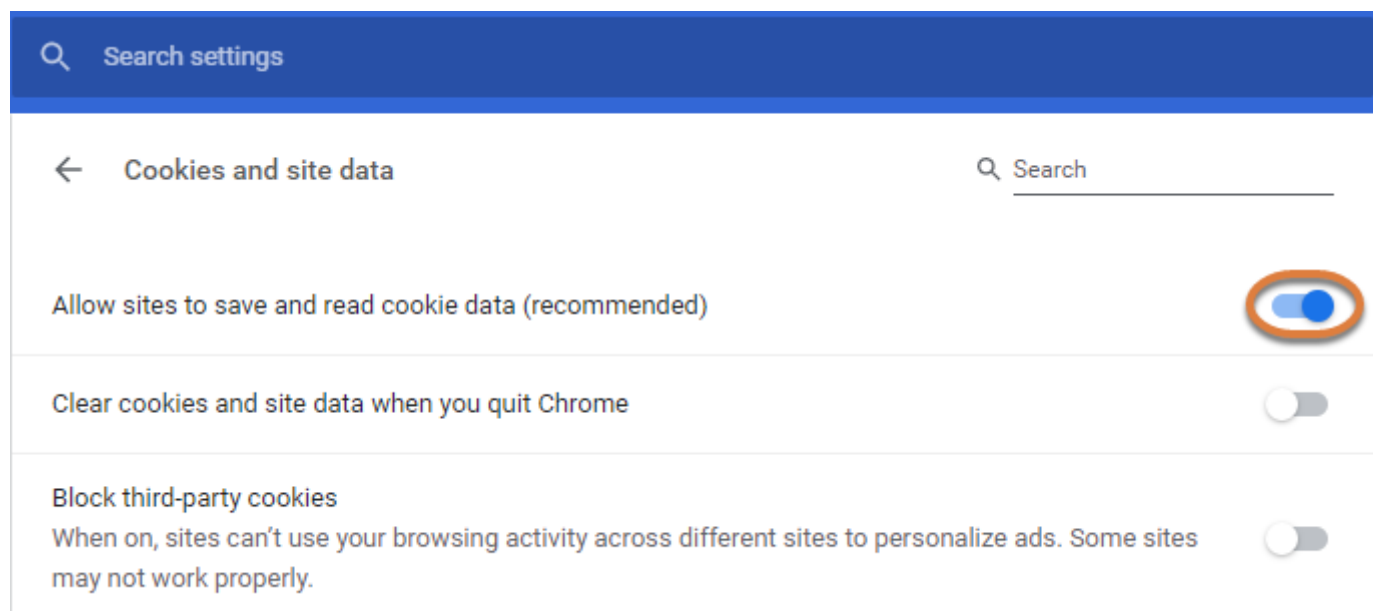 Search settings
Cookies and site data
Search
Allow sites to save and read cookie data (recommended)
Clear cookies and site data when you quit Chrome
Block third-party cookies
When on, sites can't use your browsing activity across different sites to personalize ads. Some sites
may not work properly.